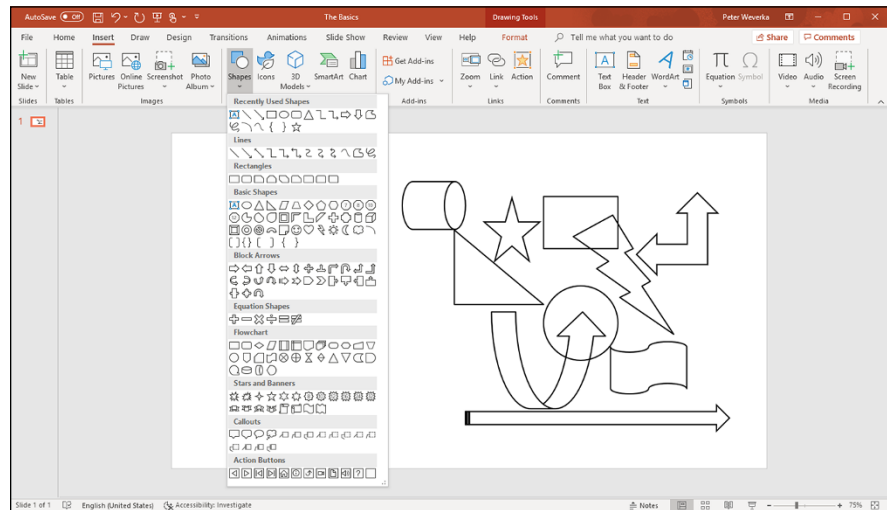 AutoSave Off The Basics Drawing Tools Peter Weverka
File Home Insert Draw Design Transitions Animations Slide Show Review View Help Format Tell me what you want to do Share Comments
New Slide
Table
Pictures
Online Pictures
Screenshot
Photo Album
Shapes
Icons
3D Models
SmartArt
Chart
Get Add-ins
My Add-ins
Zoom
Link
Action
Comment
Text Box
Header & Footer
WordArt
Equation
Symbol
Video
Audio
Screen Recording
Slides Tables Images Add-ins Links Comments Text Symbols Media
1
Recently Used Shapes
Lines
Rectangles
Basic Shapes
Block Arrows
Equation Shapes
Flowchart
Stars and Banners
Callouts
Action Buttons
Slide 1 of 1 English (United States) Accessibility: Investigate Notes 75%